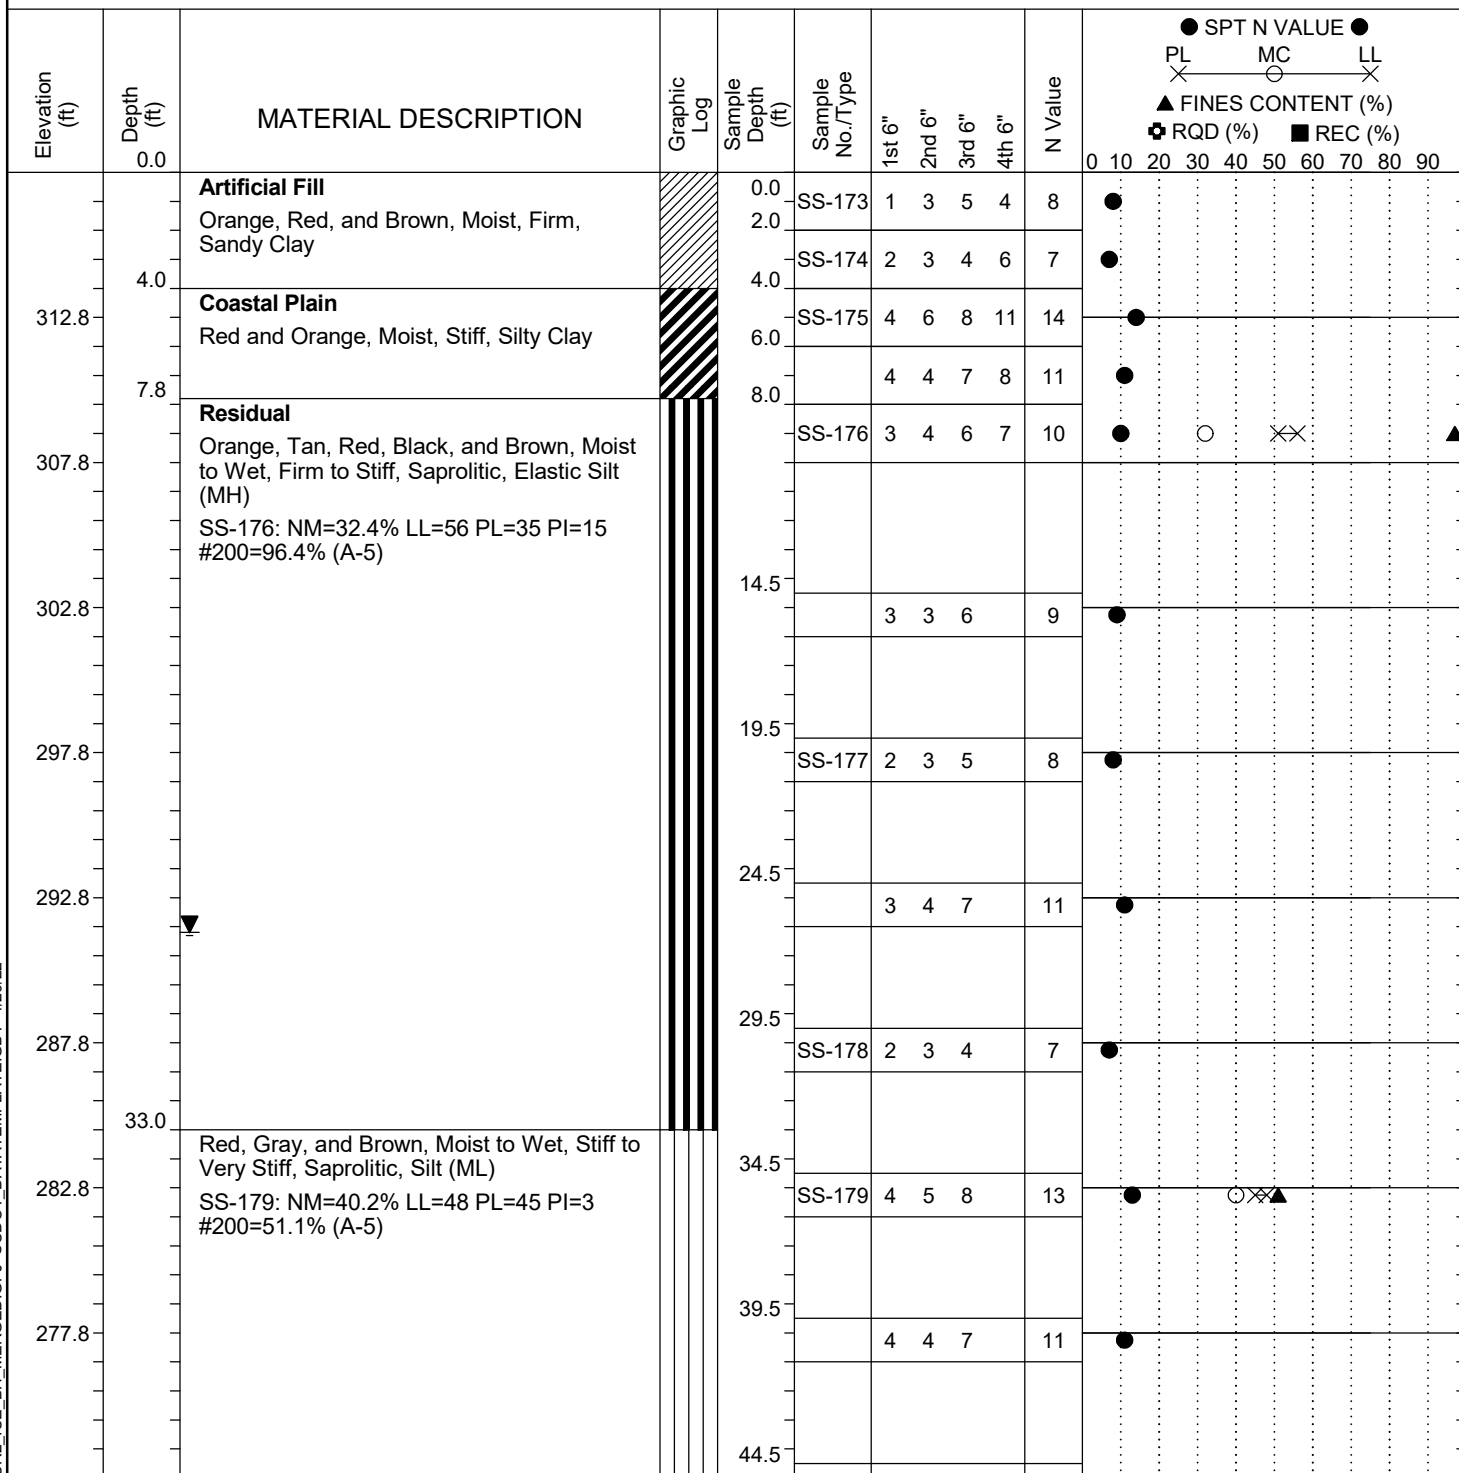 ● SPT N VALUE ●
PL MC LL
▲ FINES CONTENT (%)
RQD (%) ■ REC (%)
0 10 20 30 40 50 60 70 80 90
Elevation (ft)
Depth (ft)
0.0
MATERIAL DESCRIPTION
Graphic Log
Sample Depth (ft)
Sample No./Type
1st 6"
2nd 6"
3rd 6"
4th 6"
N Value
Artificial Fill
Orange, Red, and Brown, Moist, Firm,
Sandy Clay
0.0
SS-173 1 3 5 4 8
2.0
SS-174 2 3 4 6 7
4.0
4.0
Coastal Plain
312.8
Red and Orange, Moist, Stiff, Silty Clay
SS-175 4 6 8 11 14
6.0
4 4 7 8 11
7.8
8.0
Residual
Orange, Tan, Red, Black, and Brown, Moist
to Wet, Firm to Stiff, Saprolitic, Elastic Silt
(MH)
SS-176 3 4 6 7 10
307.8
SS-176: NM=32.4% LL=56 PL=35 PI=15
#200=96.4% (A-5)
14.5
302.8
3 3 6 9
19.5
297.8
SS-177 2 3 5 8
24.5
292.8
3 4 7 11
29.5
287.8
SS-178 2 3 4 7
33.0
Red, Gray, and Brown, Moist to Wet, Stiff to
Very Stiff, Saprolitic, Silt (ML)
34.5
282.8
SS-179: NM=40.2% LL=48 PL=45 PI=3
#200=51.1% (A-5)
SS-179 4 5 8 13
39.5
277.8
4 4 7 11
44.5